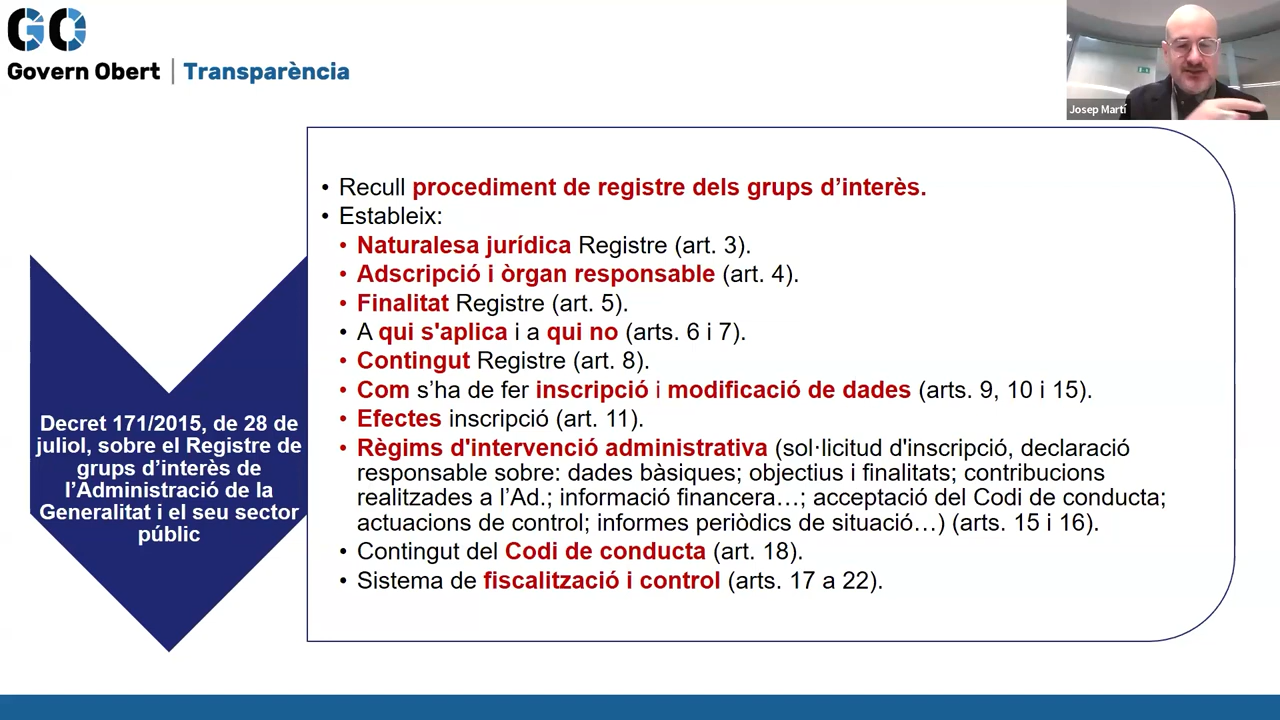 GO
Govern Obert | Transparència
Josep Martí
• Recull procediment de registre dels grups d’interès.
• Estableix:
• Naturalesa jurídica Registre (art. 3).
• Adscripció i òrgan responsable (art. 4).
• Finalitat Registre (art. 5).
• A qui s'aplica i a qui no (arts. 6 i 7).
• Contingut Registre (art. 8).
• Com s’ha de fer inscripció i modificació de dades (arts. 9, 10 i 15).
• Efectes inscripció (art. 11).
• Règims d'intervenció administrativa (sol·licitud d'inscripció, declaració
responsable sobre: dades bàsiques; objectius i finalitats; contribucions
realitzades a l’Ad.; informació financera…; acceptació del Codi de conducta;
actuacions de control; informes periòdics de situació…) (arts. 15 i 16).
• Contingut del Codi de conducta (art. 18).
• Sistema de fiscalització i control (arts. 17 a 22).
Decret 171/2015, de 28 de
juliol, sobre el Registre de
grups d’interès de
l’Administració de la
Generalitat i el seu sector
públic